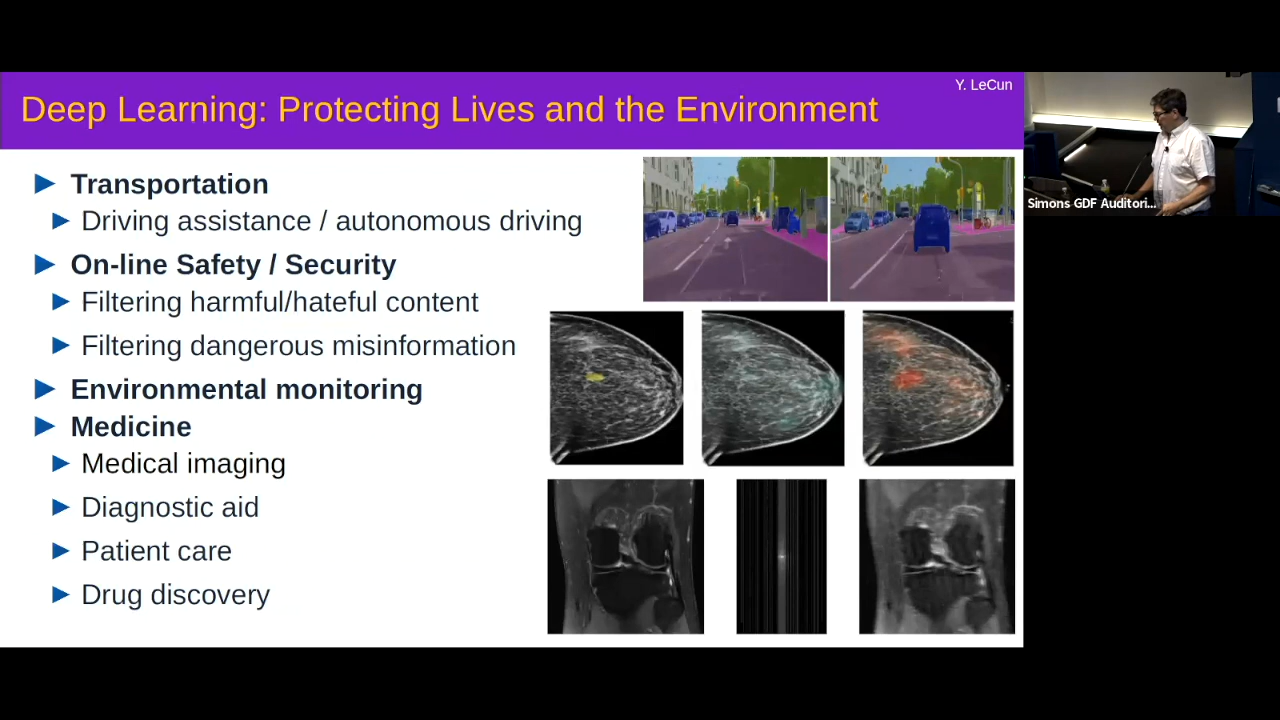 Y. LeCun
Deep Learning: Protecting Lives and the Environment
Transportation
Driving assistance / autonomous driving
On-line Safety / Security
Filtering harmful/hateful content
Filtering dangerous misinformation
Environmental monitoring
Medicine
Medical imaging
Diagnostic aid
Patient care
Drug discovery
Simons GDF Auditori...